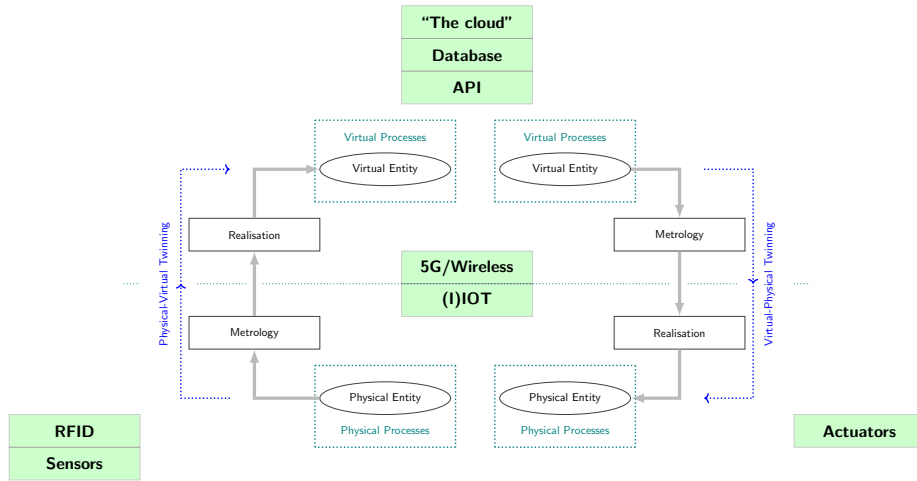 “The cloud”
Database
API
Virtual Processes
Virtual Processes
Virtual Entity
Virtual Entity
Realisation
Metrology
Physical-Virtual Twinning
Virtual-Physical Twinning
5G/Wireless
(I)IOT
Metrology
Realisation
Physical Entity
Physical Entity
Physical Processes
Physical Processes
RFID
Sensors
Actuators